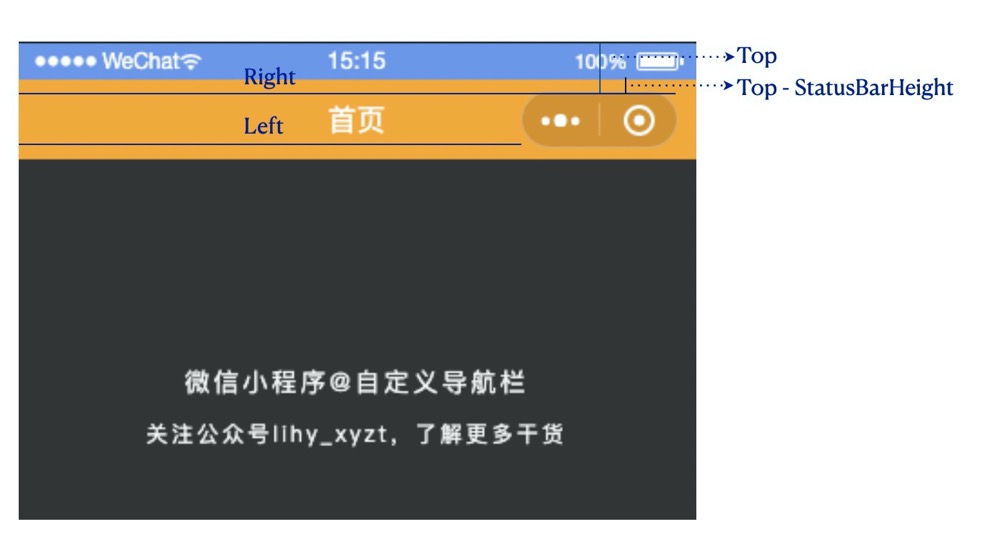 ●●●●● WeChat 15:15 100%
Top
Right
Top - StatusBarHeight
Left
首页
微信小程序@自定义导航栏
关注公众号lihy_xyzt，了解更多干货